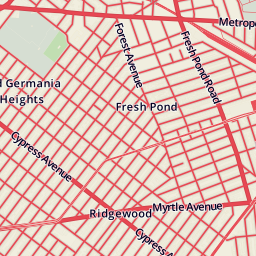 Metropo
Forest Avenue
Fresh Pond Road
d Germania
Heights
Fresh Pond
Cypress Avenue
Myrtle Avenue
Ridgewood
Cypress A